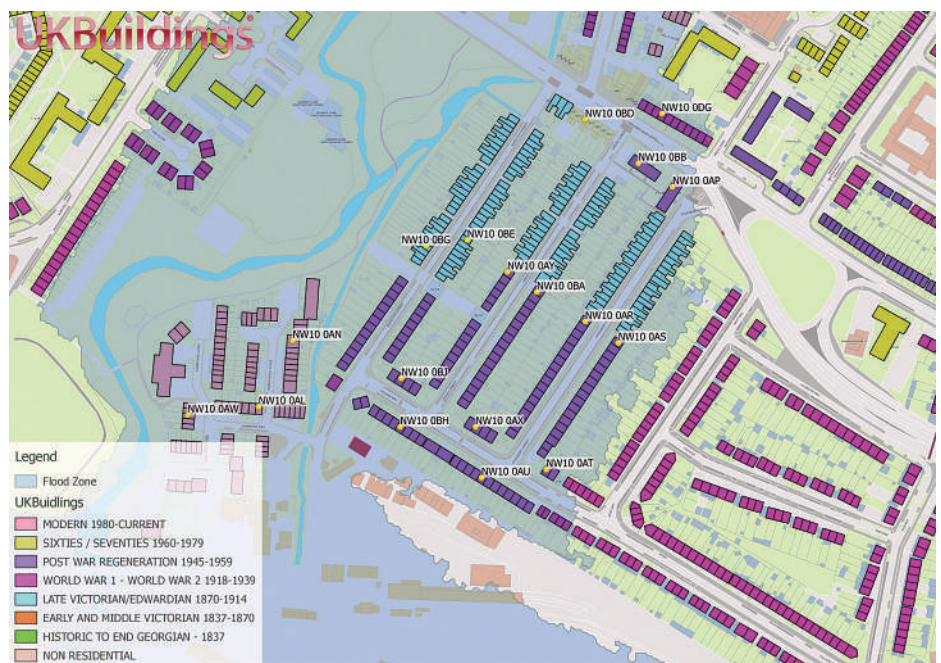 UKBuildings
NW10 0BD
NW10 0DG
NW10 0BB
NW10 0AP
NW10 0BG
NW10 0BE
NW10 0AY
NW10 0BA
NW10 0AR
NW10 0AS
NW10 0AN
NW10 0BJ
NW10 0AW
NW10 0AL
NW10 0BH
NW10 0AX
NW10 0AU
NW10 0AT
Legend
Flood Zone
UKBuidlings
MODERN 1980-CURRENT
SIXTIES / SEVENTIES 1960-1979
POST WAR REGENERATION 1945-1959
WORLD WAR 1 - WORLD WAR 2 1918-1939
LATE VICTORIAN/EDWARDIAN 1870-1914
EARLY AND MIDDLE VICTORIAN 1837-1870
HISTORIC TO END GEORGIAN - 1837
NON RESIDENTIAL